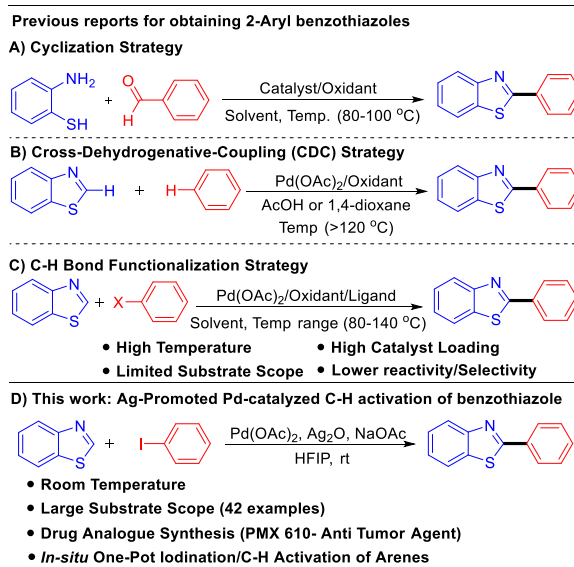 Previous reports for obtaining 2-Aryl benzothiazoles
A) Cyclization Strategy
NH2 SH + O H Catalyst/Oxidant N S
Solvent, Temp. (80-100 °C)
B) Cross-Dehydrogenative-Coupling (CDC) Strategy
N S H + H Pd(OAc)2/Oxidant N S
AcOH or 1,4-dioxane
Temp (>120 °C)
C) C-H Bond Functionalization Strategy
N S + X Pd(OAc)2/Oxidant/Ligand N S
Solvent, Temp range (80-140 °C)
● High Temperature ● High Catalyst Loading
● Limited Substrate Scope ● Lower reactivity/Selectivity
D) This work: Ag-Promoted Pd-catalyzed C-H activation of benzothiazole
N S + I Pd(OAc)2, Ag2O, NaOAc N S
HFIP, rt
● Room Temperature
● Large Substrate Scope (42 examples)
● Drug Analogue Synthesis (PMX 610- Anti Tumor Agent)
● In-situ One-Pot Iodination/C-H Activation of Arenes